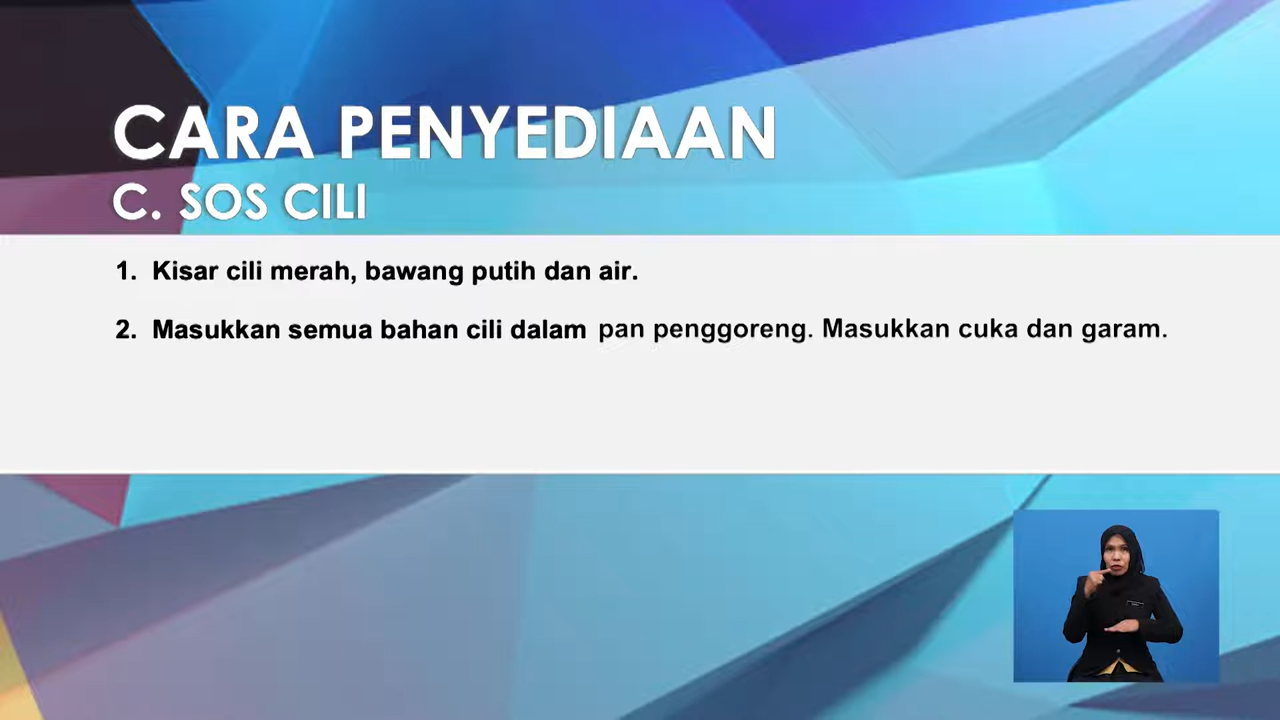 CARA PENYEDIAAN
C. SOS CILI
1. Kisar cili merah, bawang putih dan air.
2. Masukkan semua bahan cili dalam pan penggoreng. Masukkan cuka dan garam.